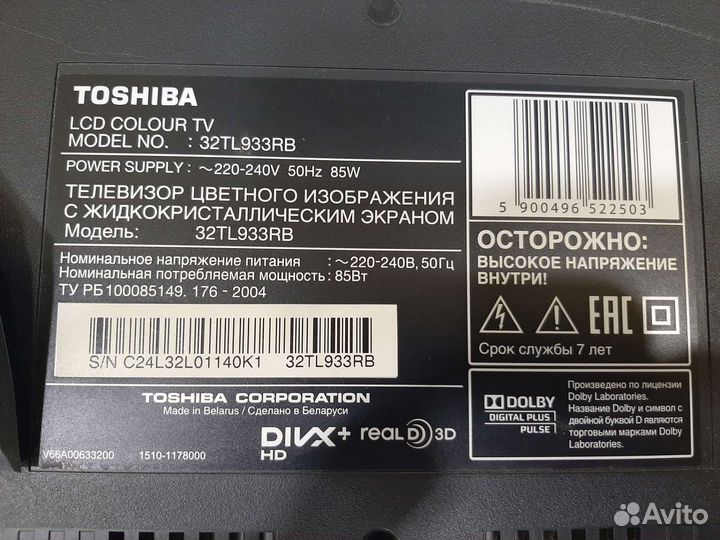 TOSHIBA
LCD COLOUR TV
MODEL NO. : 32TL933RB
POWER SUPPLY : ~220-240V 50Hz 85W
ТЕЛЕВИЗОР ЦВЕТНОГО ИЗОБРАЖЕНИЯ
С ЖИДКОКРИСТАЛЛИЧЕСКИМ ЭКРАНОМ
Модель: 32TL933RB
Номинальное напряжение питания : ~220-240В, 50Гц
Номинальная потребляемая мощность : 85Вт
ТУ РБ 100085149. 176 - 2004
S/N C24L32L01140K1 32TL933RB
TOSHIBA CORPORATION
Made in Belarus / Сделано в Беларуси
DIVX+
HD
REAL D 3D
V66A00633200 1510-1178000
5 900496 522503
ОСТОРОЖНО:
ВЫСОКОЕ НАПРЯЖЕНИЕ
ВНУТРИ!
EAC
Срок службы 7 лет
DOLBY
DIGITAL PLUS
PULSE
Произведено по лицензии
Dolby Laboratories.
Название Dolby и символ с
двойной буквой D являются
торговыми марками Dolby
Laboratories.
Avito